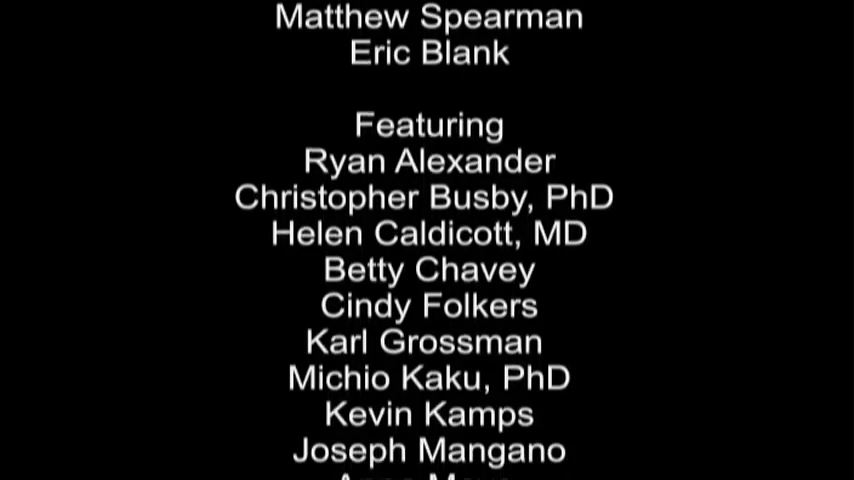 Matthew Spearman
Eric Blank
Featuring
Ryan Alexander
Christopher Busby, PhD
Helen Caldicott, MD
Betty Chavey
Cindy Folkers
Karl Grossman
Michio Kaku, PhD
Kevin Kamps
Joseph Mangano